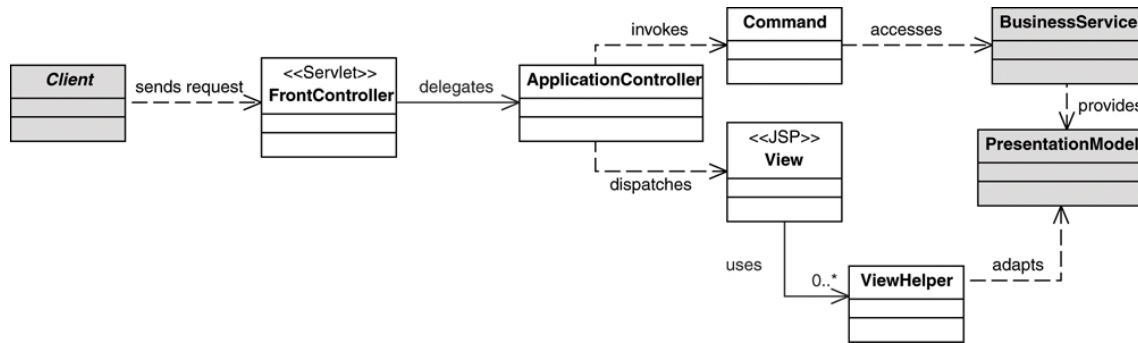 Command
BusinessService
invokes
accesses
Client
<<Servlet>>
FrontController
ApplicationController
sends request
delegates
provides
<<JSP>>
View
PresentationModel
dispatches
uses
0..*
ViewHelper
adapts